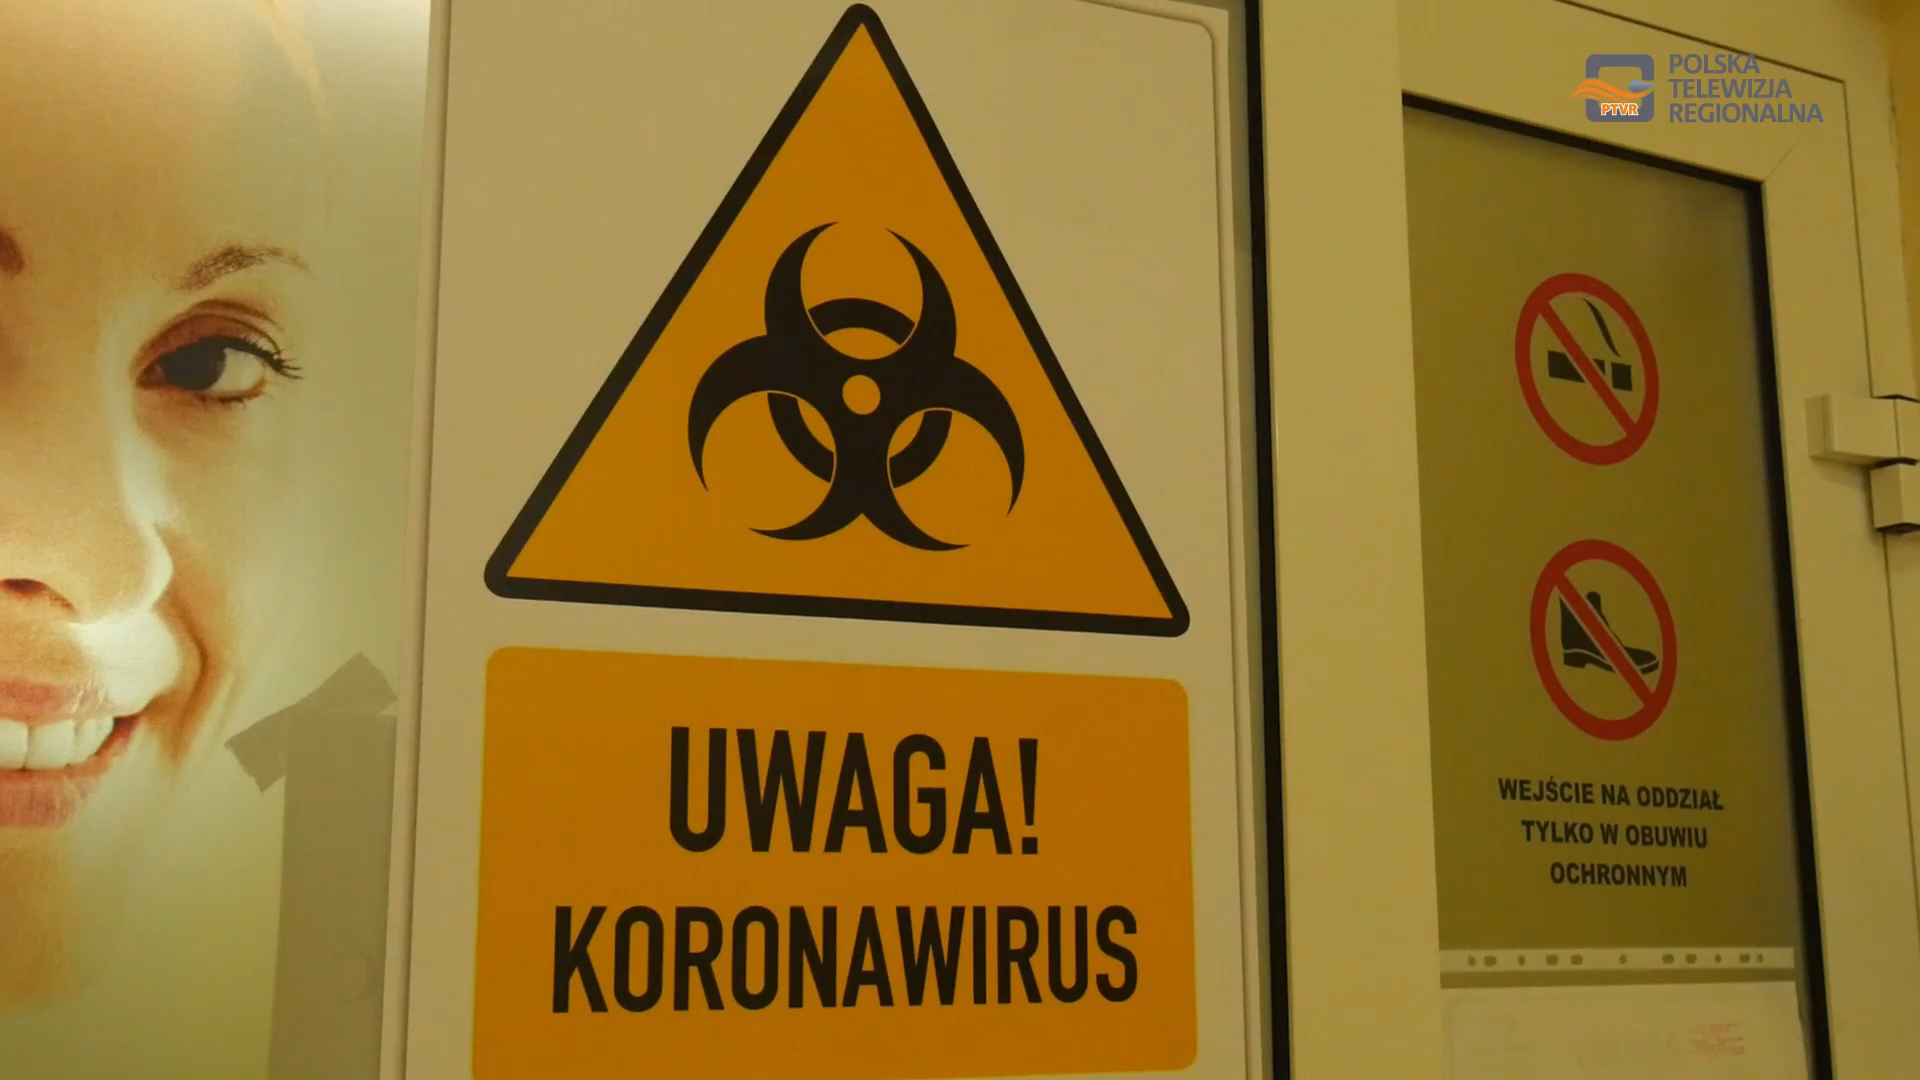 UWAGA!
KORONAWIRUS
POLSKA
TELEWIZJA
REGIONALNA
PTVR
WEJŚCIE NA ODDZIAŁ
TYLKO W OBUWIU
OCHRONNYM